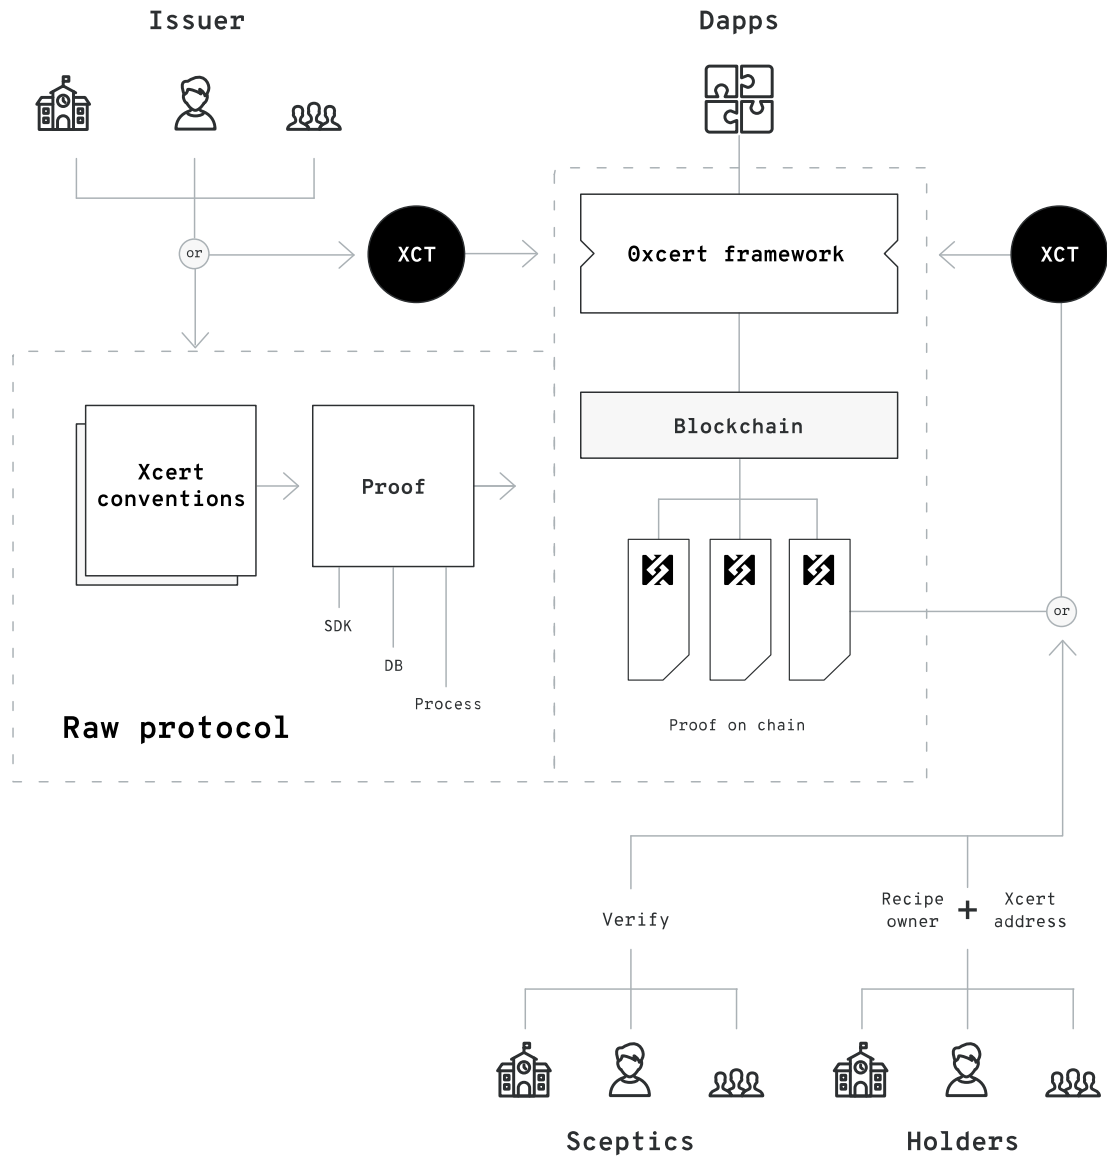 Issuer
Dapps
or
XCT
0xcert framework
XCT
Blockchain
Xcert
conventions
Proof
SDK
DB
Process
or
Raw protocol
Proof on chain
Verify
Recipe
owner
+
Xcert
address
Sceptics
Holders